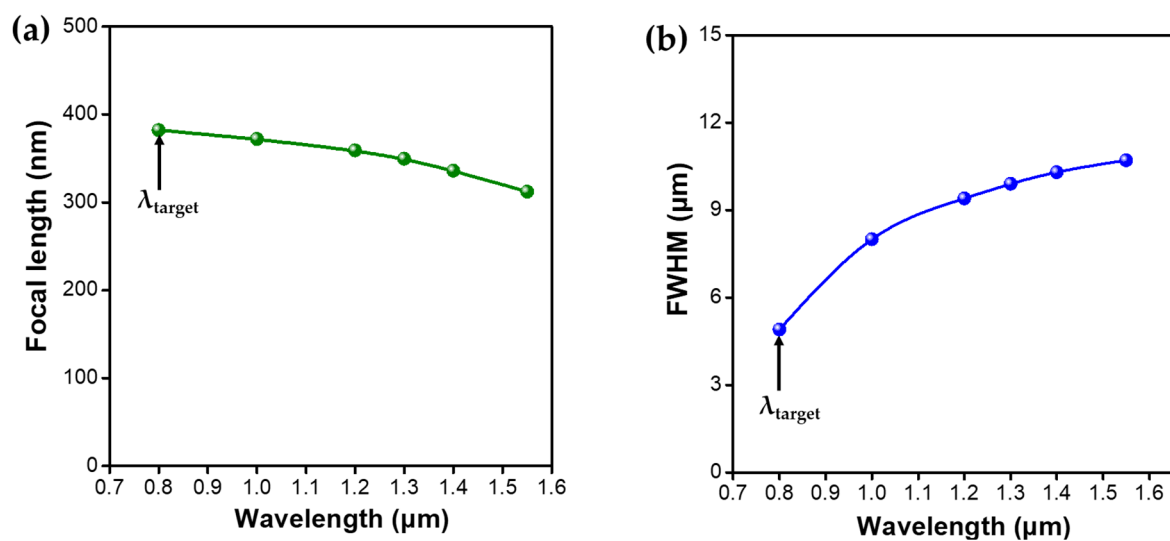 (a)
500
400
300
200
100
0
Focal length (nm)
λtarget
0.7 0.8 0.9 1.0 1.1 1.2 1.3 1.4 1.5 1.6
Wavelength (μm)
(b)
15
12
9
6
3
0
FWHM (μm)
λtarget
0.7 0.8 0.9 1.0 1.1 1.2 1.3 1.4 1.5 1.6
Wavelength (μm)